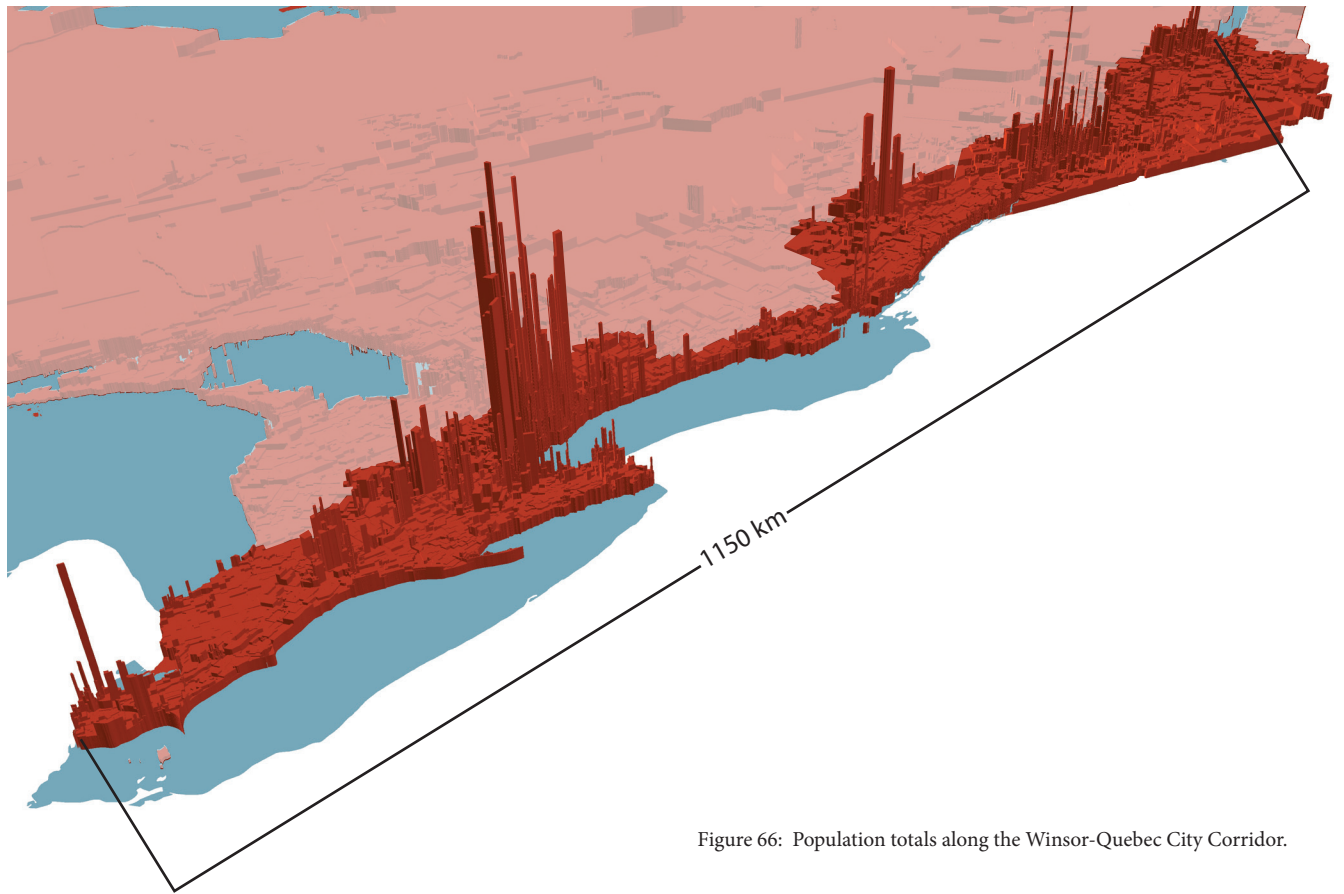 1150 km
Figure 66: Population totals along the Winsor-Quebec City Corridor.